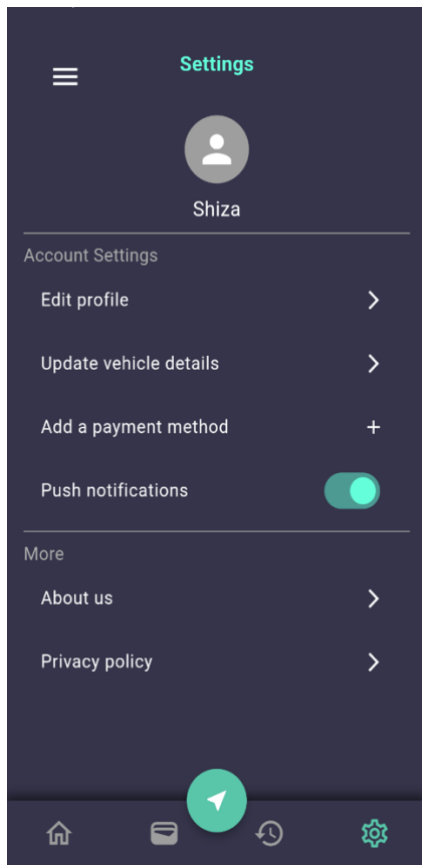 Settings
Shiza
Account Settings
Edit profile
Update vehicle details
Add a payment method
Push notifications
More
About us
Privacy policy